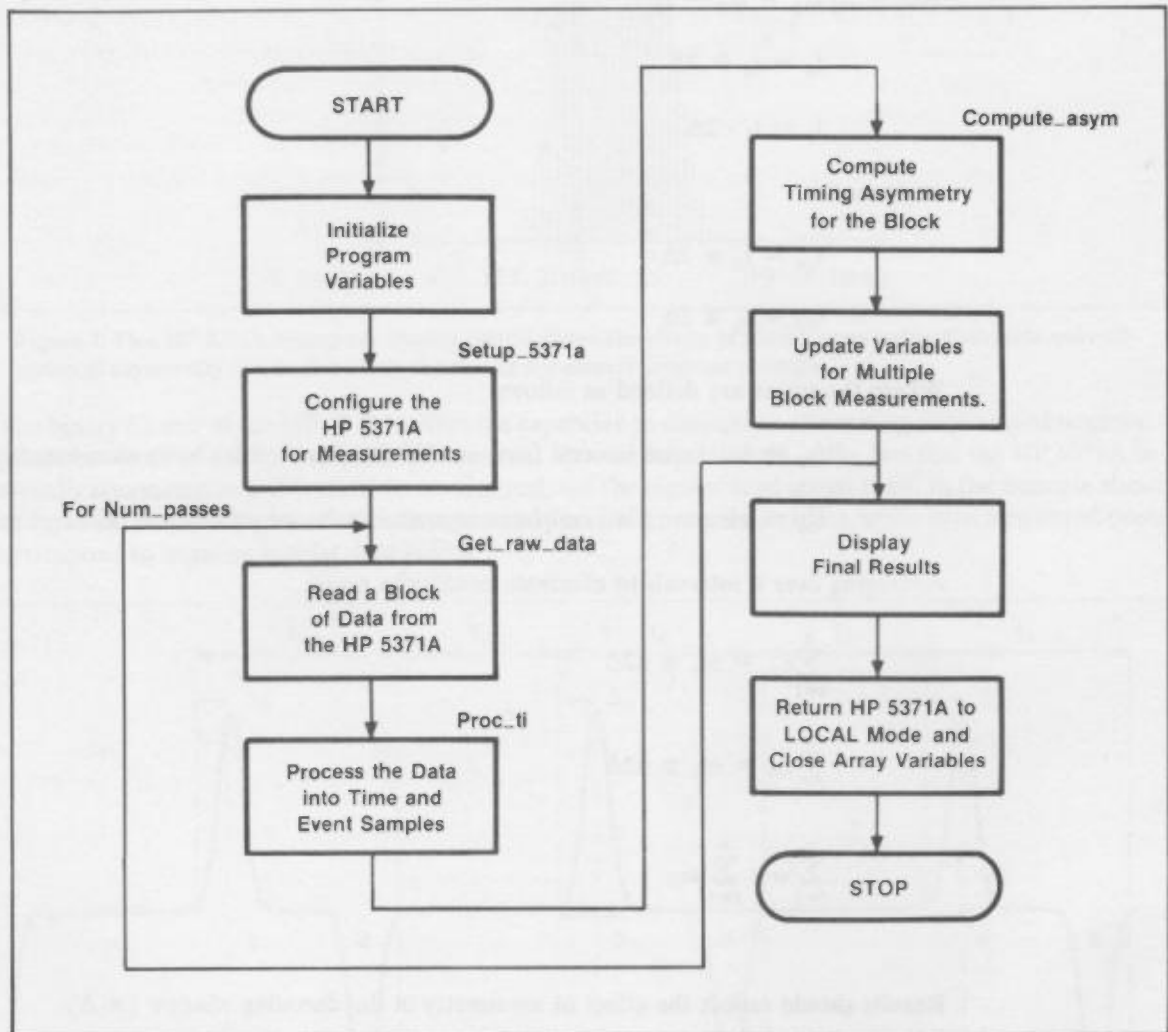 START
Initialize
Program
Variables
Setup_5371a
Configure the
HP 5371A
for Measurements
For Num_passes
Get_raw_data
Read a Block
of Data from
the HP 5371A
Proc_ti
Process the Data
into Time and
Event Samples
Compute_asym
Compute
Timing Asymmetry
for the Block
Update Variables
for Multiple
Block Measurements.
Display
Final Results
Return HP 5371A to
LOCAL Mode and
Close Array Variables
STOP